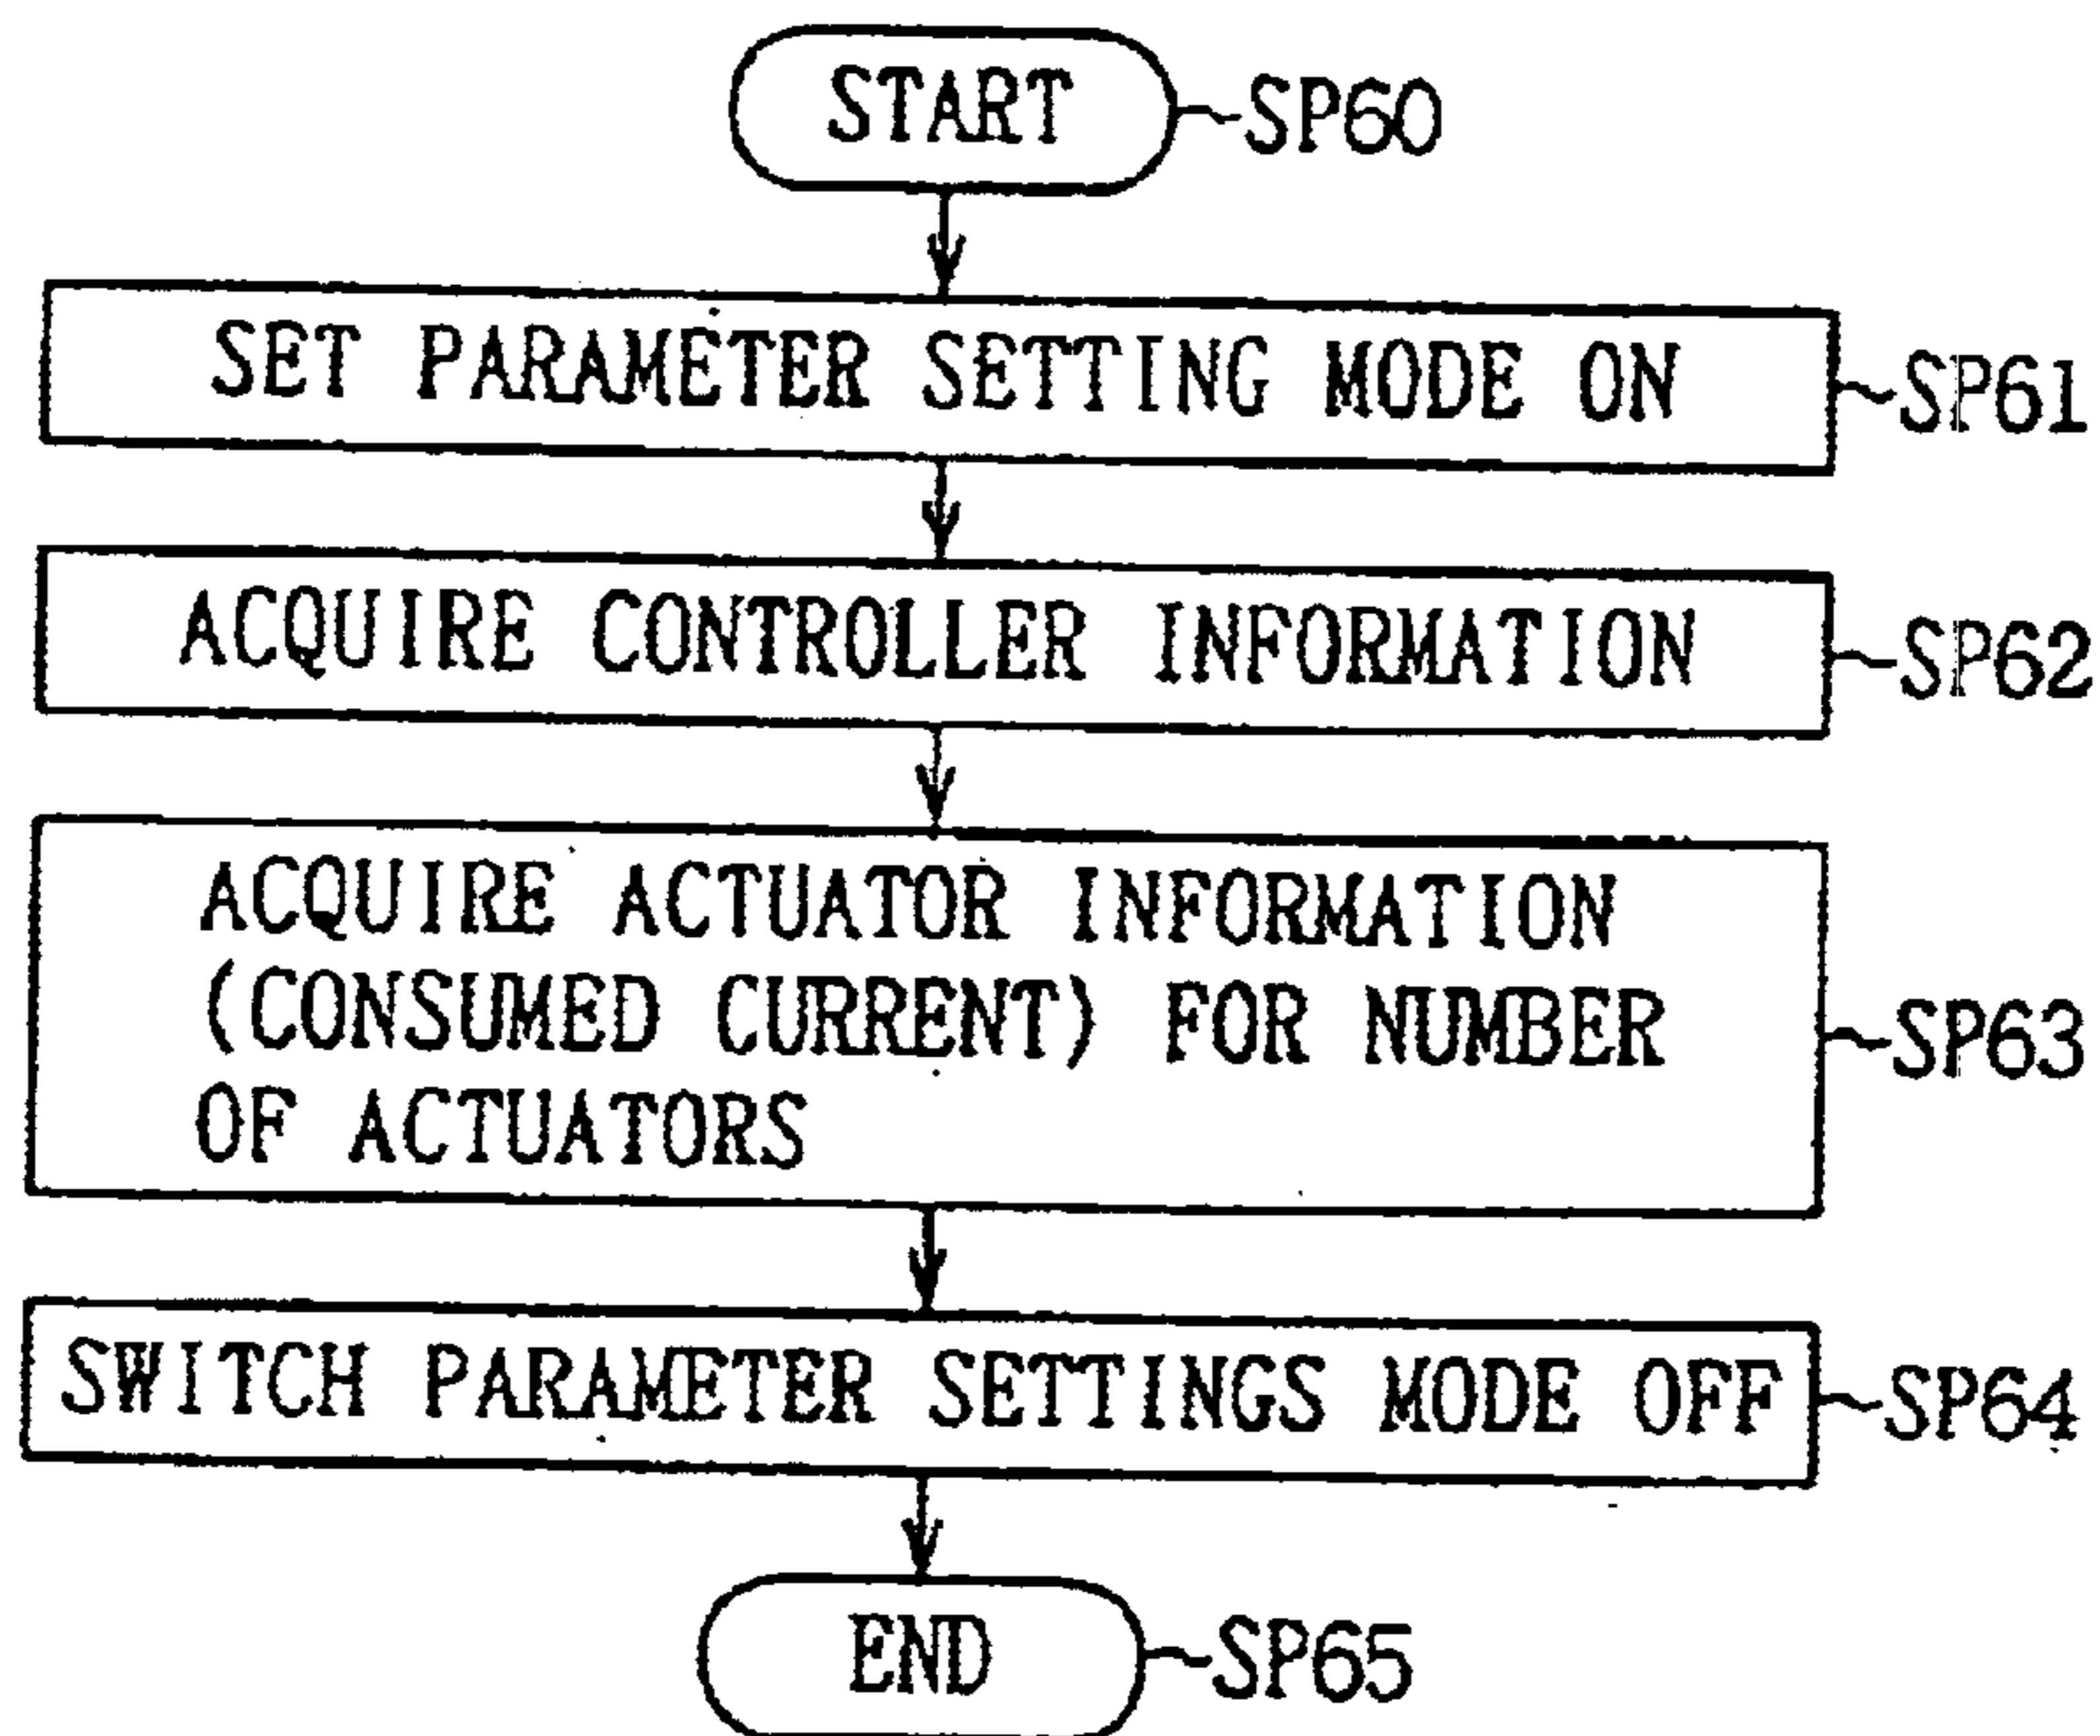 START
SP60
SET PARAMETER SETTING MODE ON
SP61
ACQUIRE CONTROLLER INFORMATION
SP62
ACQUIRE ACTUATOR INFORMATION
(CONSUMED CURRENT) FOR NUMBER
OF ACTUATORS
SP63
SWITCH PARAMETER SETTINGS MODE OFF
SP64
END
SP65